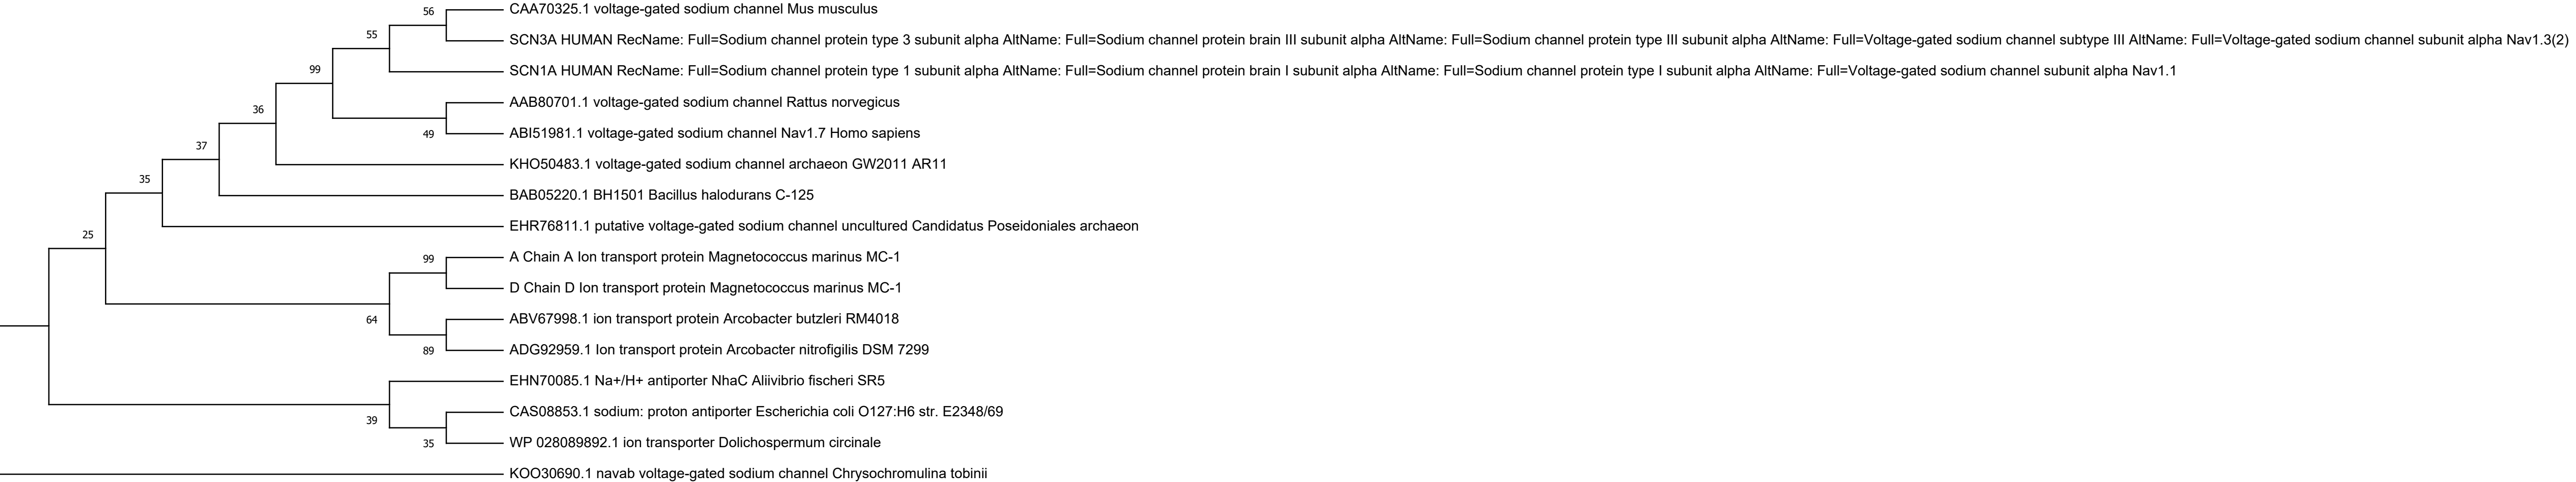 56
CAA70325.1 voltage-gated sodium channel Mus musculus
55
SCN3A HUMAN RecName: Full=Sodium channel protein type 3 subunit alpha AltName: Full=Sodium channel protein brain III subunit alpha AltName: Full=Sodium channel protein type III subunit alpha AltName: Full=Voltage-gated sodium channel subtype III AltName: Full=Voltage-gated sodium channel subunit alpha Nav1.3(2)
99
SCN1A HUMAN RecName: Full=Sodium channel protein type 1 subunit alpha AltName: Full=Sodium channel protein brain I subunit alpha AltName: Full=Sodium channel protein type I subunit alpha AltName: Full=Voltage-gated sodium channel subunit alpha Nav1.1
36
AAB80701.1 voltage-gated sodium channel Rattus norvegicus
49
ABI51981.1 voltage-gated sodium channel Nav1.7 Homo sapiens
37
KHO50483.1 voltage-gated sodium channel archaeon GW2011 AR11
35
BAB05220.1 BH1501 Bacillus halodurans C-125
25
EHR76811.1 putative voltage-gated sodium channel uncultured Candidatus Poseidoniales archaeon
99
A Chain A Ion transport protein Magnetococcus marinus MC-1
D Chain D Ion transport protein Magnetococcus marinus MC-1
64
ABV67998.1 ion transport protein Arcobacter butzleri RM4018
89
ADG92959.1 Ion transport protein Arcobacter nitrofigilis DSM 7299
EHN70085.1 Na+/H+ antiporter NhaC Aliivibrio fischeri SR5
39
CAS08853.1 sodium: proton antiporter Escherichia coli O127:H6 str. E2348/69
35
WP 028089892.1 ion transporter Dolichospermum circinale
KOO30690.1 navab voltage-gated sodium channel Chrysochromulina tobinii